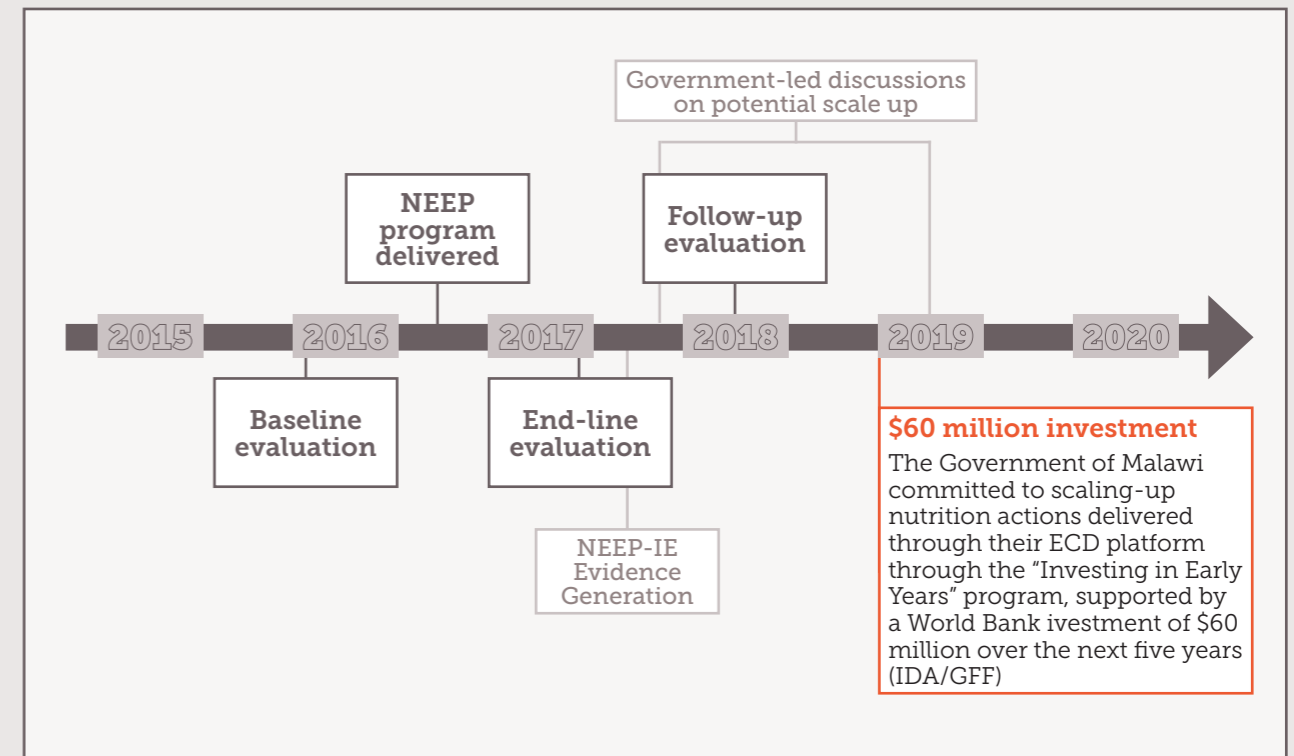 Government-led discussions
on potential scale up
NEEP
program
delivered
Follow-up
evaluation
2015
2016
2017
2018
2019
2020
Baseline
evaluation
End-line
evaluation
NEEP-IE
Evidence
Generation
$60 million investment
The Government of Malawi
committed to scaling-up
nutrition actions delivered
through their ECD platform
through the “Investing in Early
Years” program, supported by
a World Bank ivestment of $60
million over the next five years
(IDA/GFF)